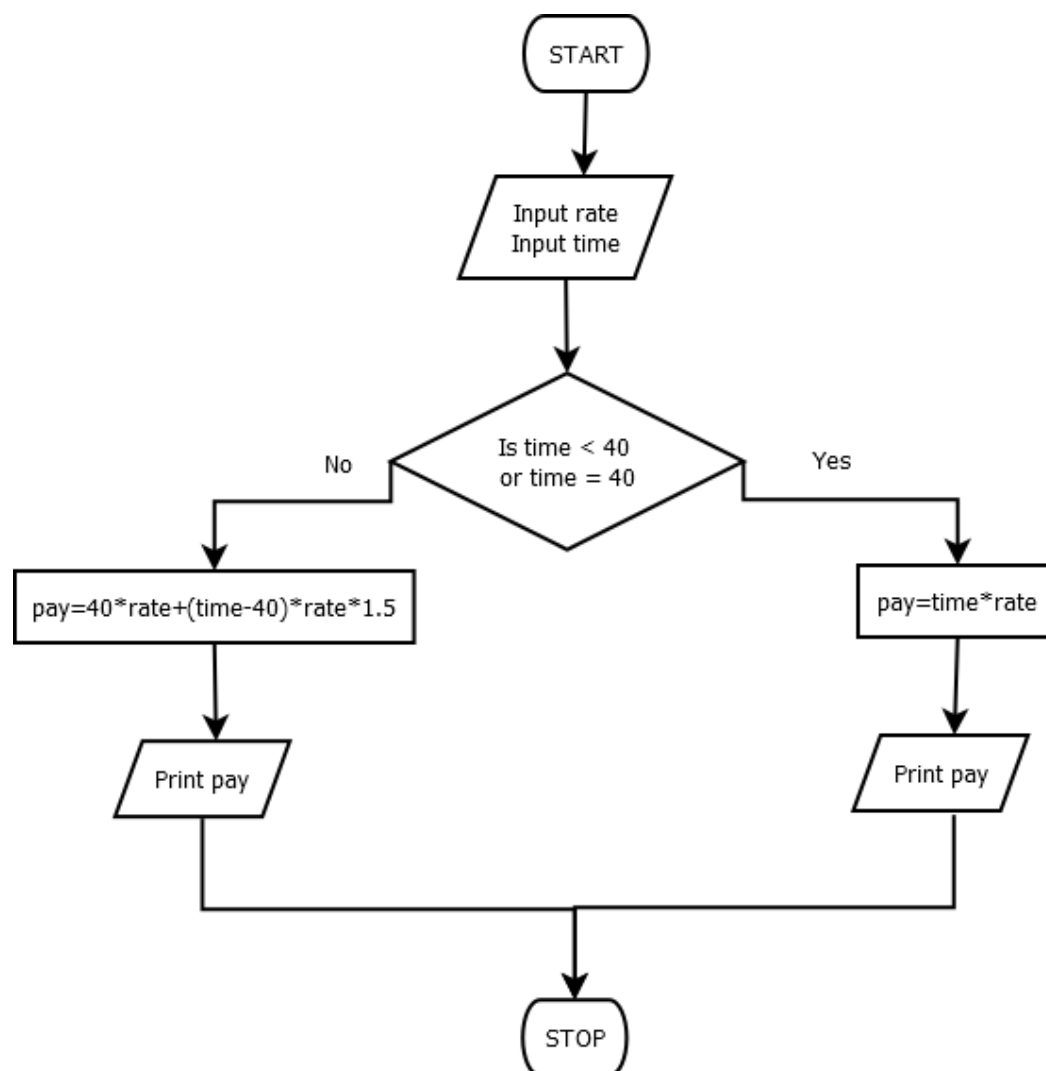 START
Input rate
Input time
Is time < 40
or time = 40
No
Yes
pay=40*rate+(time-40)*rate*1.5
pay=time*rate
Print pay
Print pay
STOP